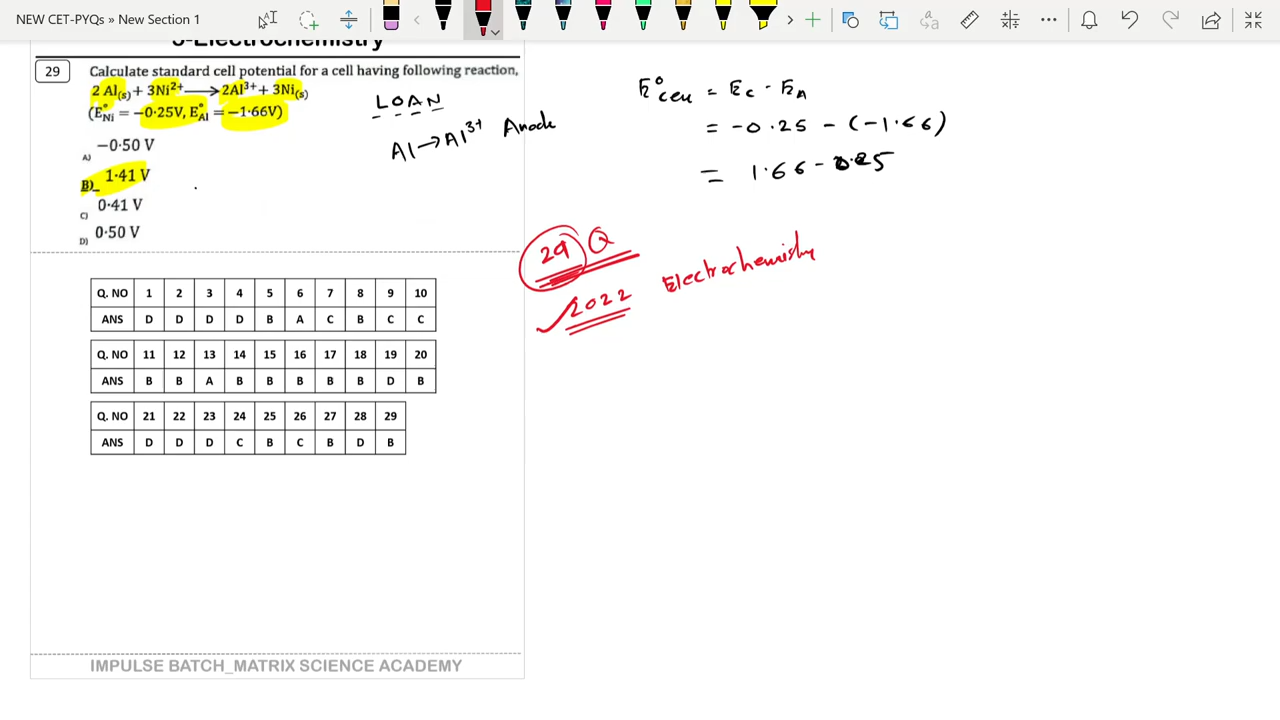 NEW CET-PYQs » New Section 1
5-Electrochemistry
29 Calculate standard cell potential for a cell having following reaction,
2 Al(s) + 3Ni²⁺ ⟶ 2Al³⁺ + 3Ni(s)
(E°Ni = −0·25V, E°Al = −1·66V)
A) −0·50 V
B) 1·41 V
C) 0·41 V
D) 0·50 V
LOAN
Al → Al³⁺ Anode
E°cell = EC - EA
= -0.25 - (-1.66)
= 1.66 - 0.25
29 Q
2022 Electrochemistry
Q. NO 1 2 3 4 5 6 7 8 9 10
ANS D D D D B A C B C C
Q. NO 11 12 13 14 15 16 17 18 19 20
ANS B B A B B B B B D B
Q. NO 21 22 23 24 25 26 27 28 29
ANS D D D C B C B D B
IMPULSE BATCH_MATRIX SCIENCE ACADEMY